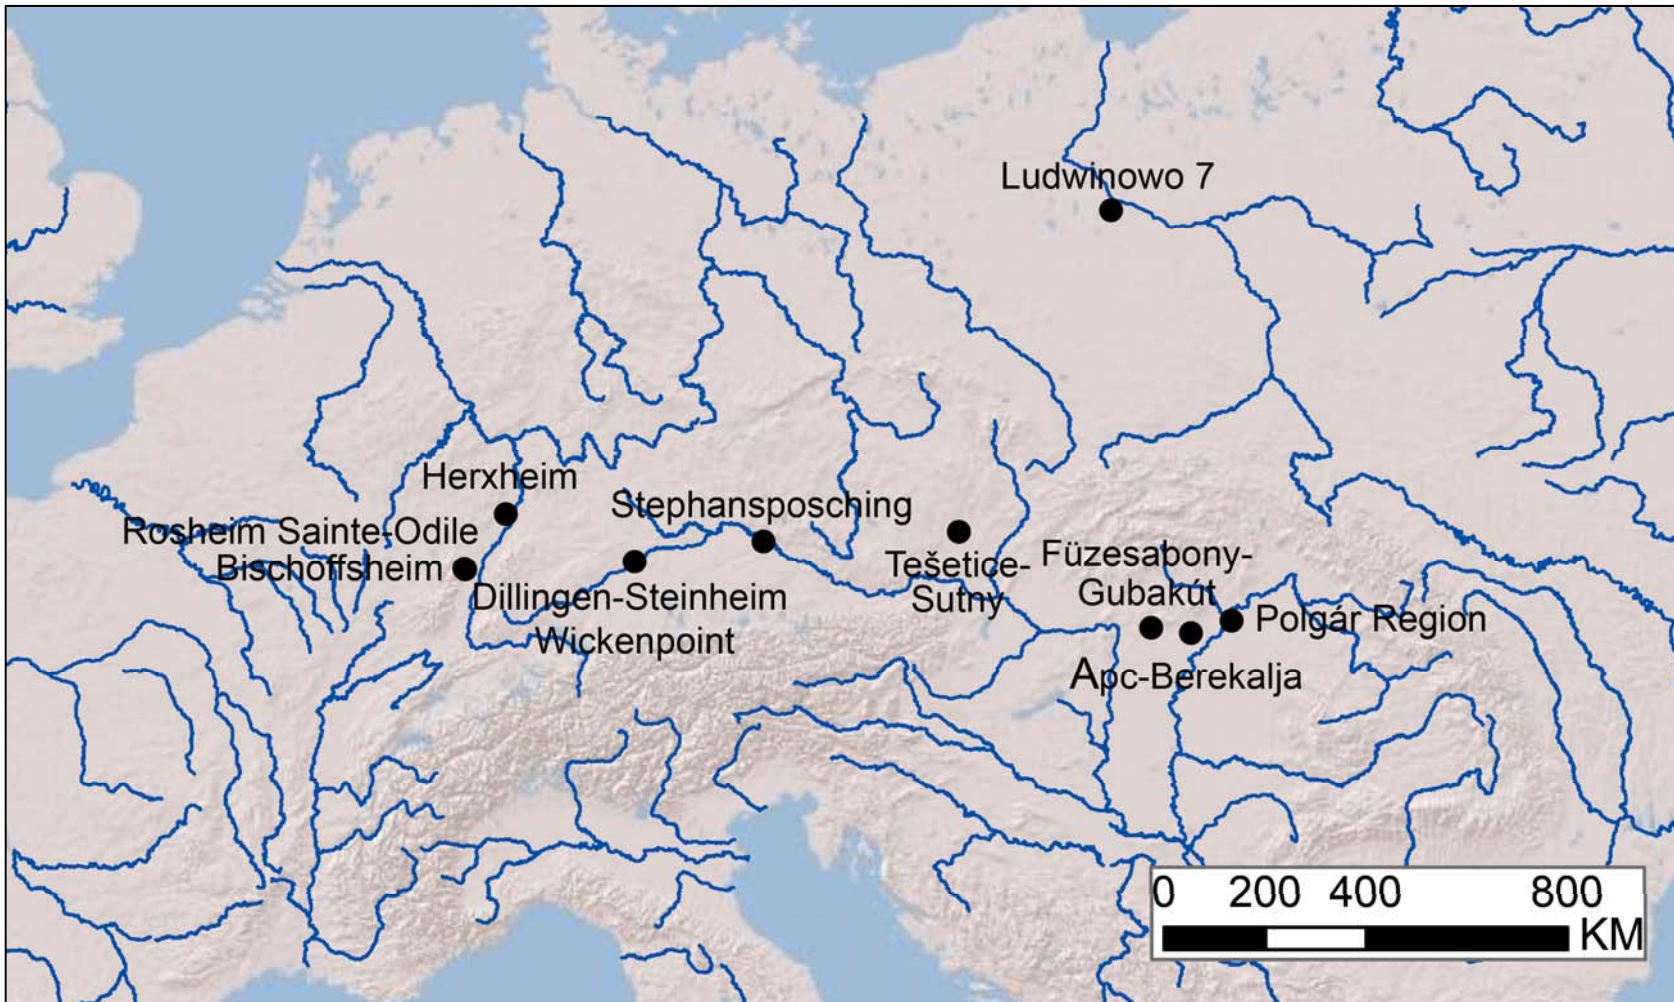 Ludwinowo 7
Herxheim
Stephansposching
Rosheim Sainte-Odile
Bischoffsheim
Tešetice-
Sutny
Füzesabony-
Gubakút
Dillingen-Steinheim
Wickenpoint
Polgár Region
Apc-Berekalja
0 200 400 800
KM